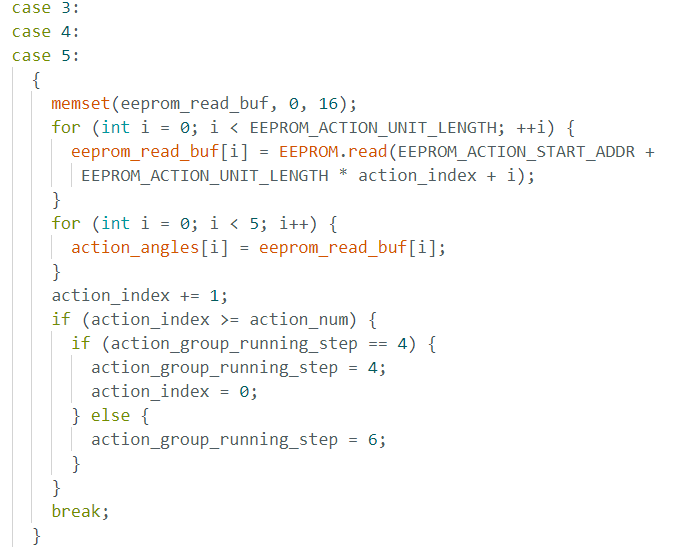 case 3:
case 4:
case 5:
{
memset(eeprom_read_buf, 0, 16);
for (int i = 0; i < EEPROM_ACTION_UNIT_LENGTH; ++i) {
eeprom_read_buf[i] = EEPROM.read(EEPROM_ACTION_START_ADDR +
EEPROM_ACTION_UNIT_LENGTH * action_index + i);
}
for (int i = 0; i < 5; i++) {
action_angles[i] = eeprom_read_buf[i];
}
action_index += 1;
if (action_index >= action_num) {
if (action_group_running_step == 4) {
action_group_running_step = 4;
action_index = 0;
} else {
action_group_running_step = 6;
}
}
break;
}